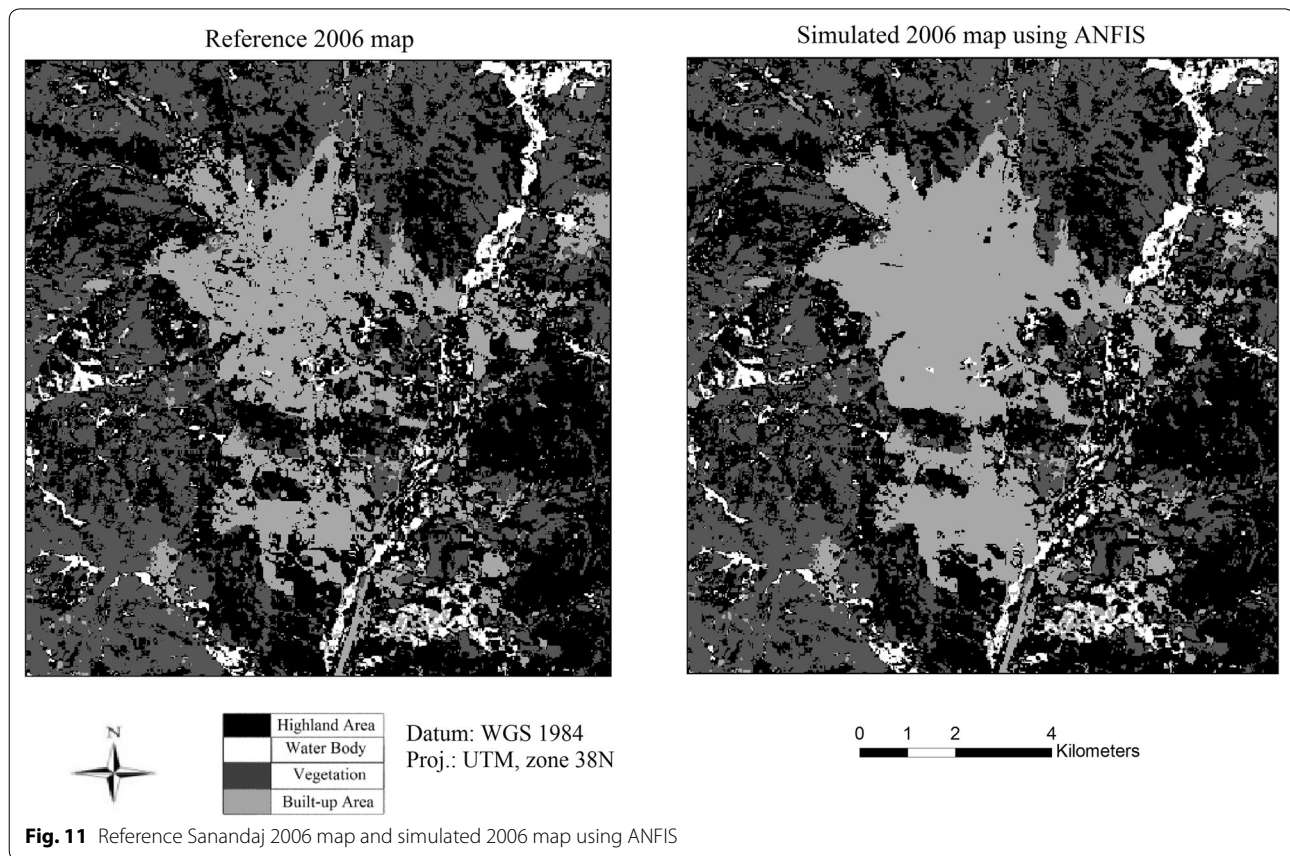 Reference 2006 map
Simulated 2006 map using ANFIS
N
Highland Area
Water Body
Vegetation
Built-up Area
Datum: WGS 1984
Proj.: UTM, zone 38N
0 1 2 4
Kilometers
Fig. 11 Reference Sanandaj 2006 map and simulated 2006 map using ANFIS